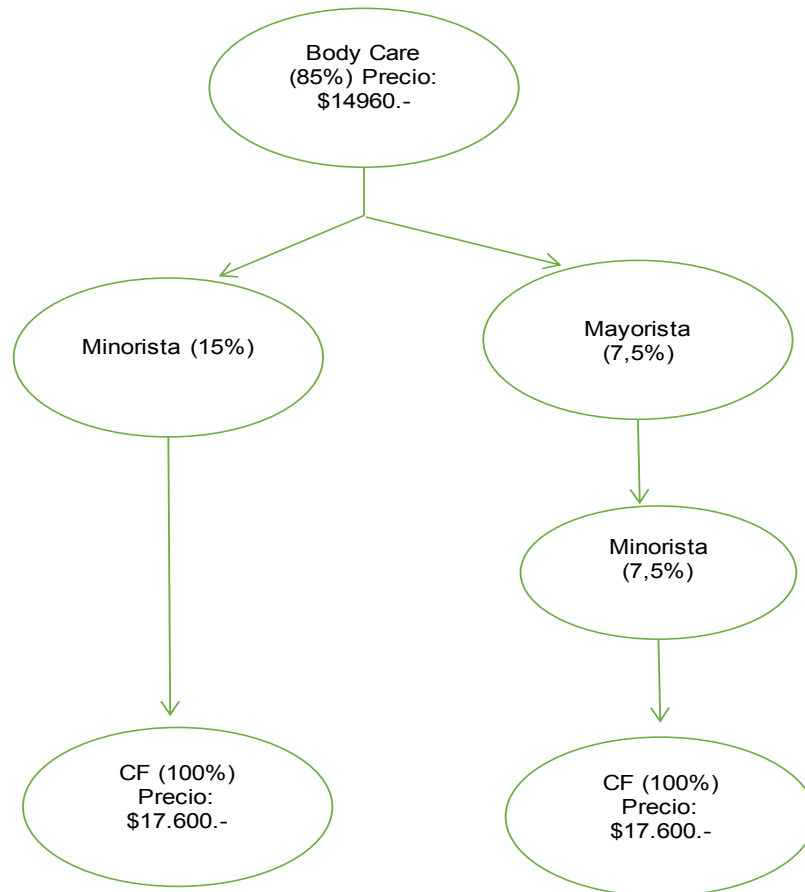 Body Care
(85%) Precio:
$14960.-
Minorista (15%)
Mayorista
(7,5%)
Minorista
(7,5%)
CF (100%)
Precio:
$17.600.-
CF (100%)
Precio:
$17.600.-